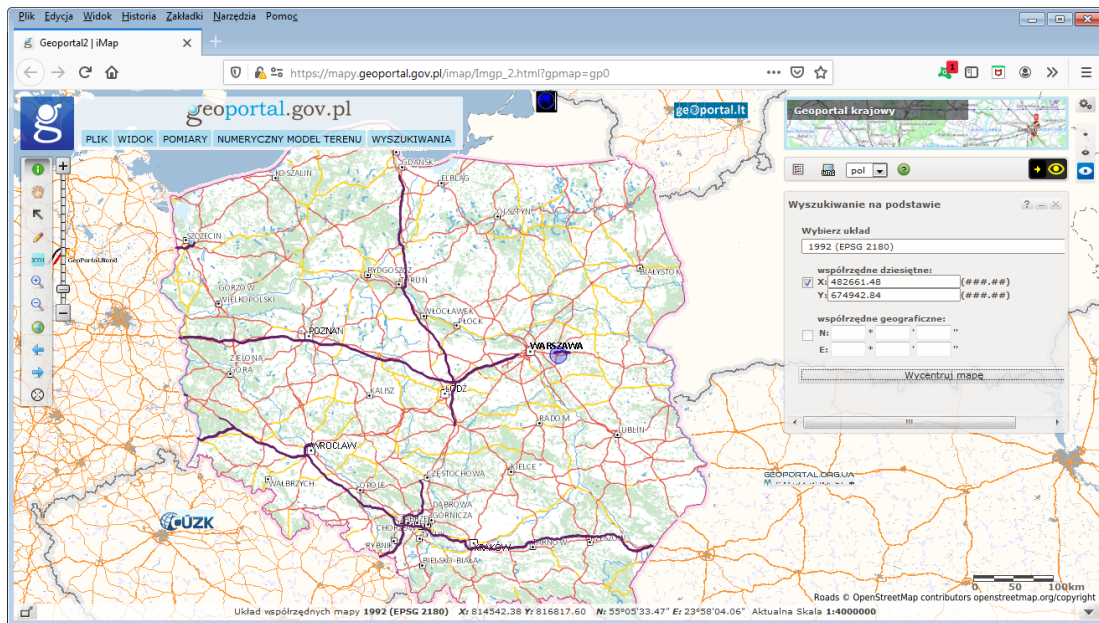 Plik Edycja Widok Historia Zakładki Narzędzia Pomoc
Geoportal2 | iMap
https://mapy.geoportal.gov.pl/imap/Imgp_2.html?gpmap=gp0
1
geoportal.gov.pl
PLIK WIDOK POMIARY NUMERYCZNY MODEL TERENU WYSZUKIWANIA
ge@portal.lt
Geoportal krajowy
pol
Wyszukiwanie na podstawie
Wybierz układ
1992 (EPSG 2180)
współrzędne dziesiętne:
X: 482661.48 (###.##)
Y: 674942.84 (###.##)
współrzędne geograficzne:
N: ° ' "
E: ° ' "
Wycentruj mapę
GDAŃSK
KOSZALIN
ELBLĄG
OLSZTYN
SZCZECIN
GeoPortal.Bund
BIAŁYSTOK
BYDGOSZCZ
TORUŃ
GORZÓW
WIELKOPOLSKI
WŁOCŁAWEK
PŁOCK
POZNAŃ
WARSZAWA
ZIELONA
GÓRA
KALISZ
ŁÓDŹ
RADOM
LUBLIN
WROCŁAW
KIELCE
CZĘSTOCHOWA
WAŁBRZYCH
OPOLE
DĄBROWA
GÓRNICZA
CHORZÓW
RYBNIK
KRAKÓW
TARNÓW
RZESZÓW
BIELSKO-BIAŁA
GEOPORTAL.ORG.UA
ČÚZK
0 50 100km
Roads © OpenStreetMap contributors openstreetmap.org/copyright
Układ współrzędnych mapy 1992 (EPSG 2180) X: 814542.38 Y: 816817.60 N: 55°05'33.47" E: 23°58'04.06" Aktualna Skala 1:4000000